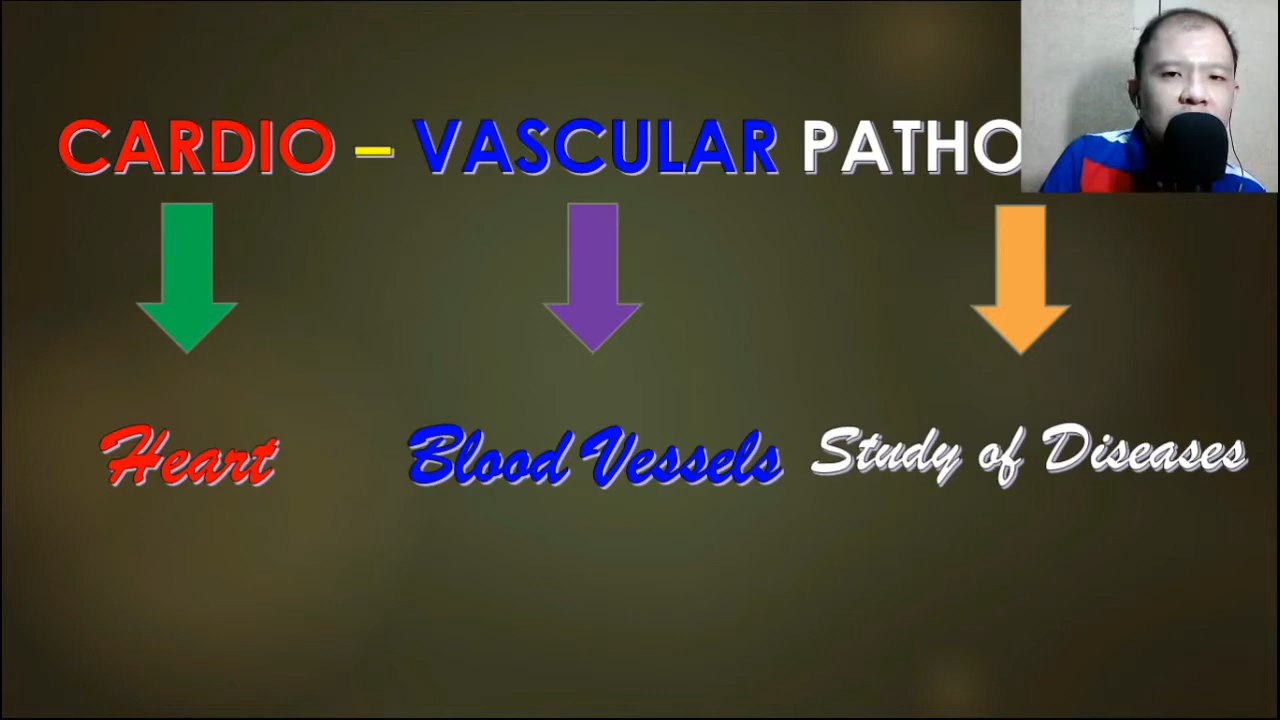 CARDIO – VASCULAR PATHO
Heart Blood Vessels Study of Diseases